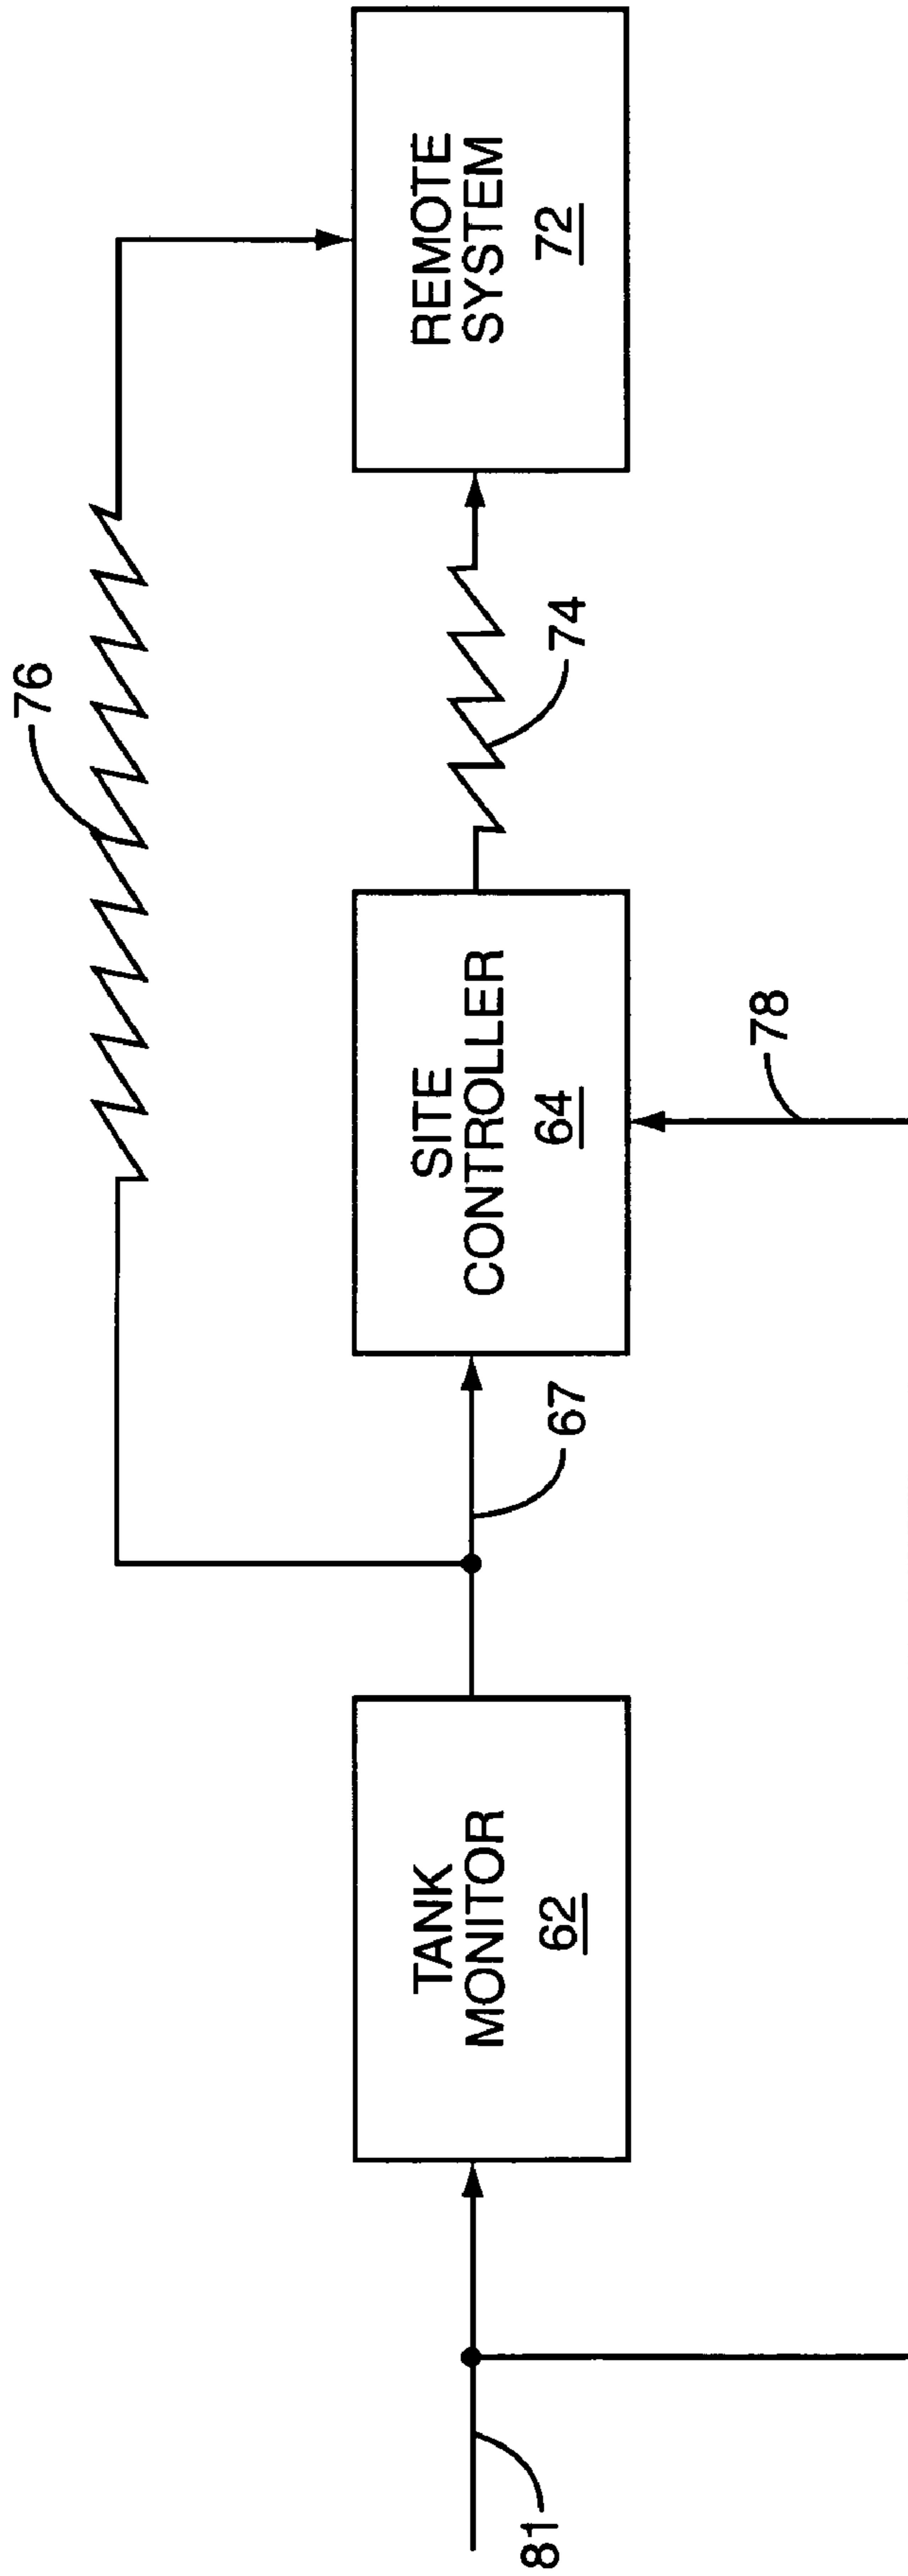 76
TANK
MONITOR
62
SITE
CONTROLLER
64
REMOTE
SYSTEM
72
81
67
74
78